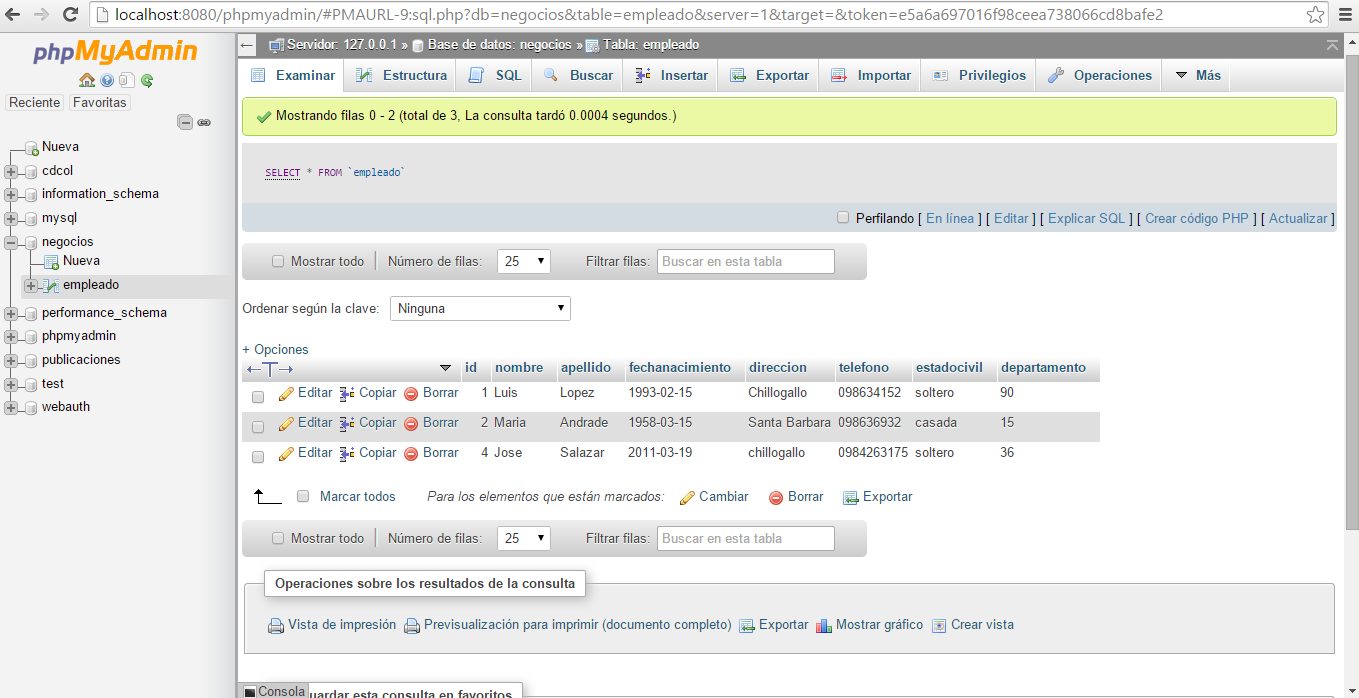 localhost:8080/phpmyadmin/#PMAURL-9:sql.php?db=negocios&table=empleado&server=1&target=&token=e5a6a697016f98ceea738066cd8bafe2
phpMyAdmin
Reciente Favoritas
Nueva
cdcol
information_schema
mysql
negocios
Nueva
empleado
performance_schema
phpmyadmin
publicaciones
test
webauth
Servidor: 127.0.0.1 » Base de datos: negocios » Tabla: empleado
Examinar Estructura SQL Buscar Insertar Exportar Importar Privilegios Operaciones Más
Mostrando filas 0 - 2 (total de 3, La consulta tardó 0.0004 segundos.)
SELECT * FROM `empleado`
Perfilando [ En línea ] [ Editar ] [ Explicar SQL ] [ Crear código PHP ] [ Actualizar ]
Mostrar todo Número de filas: 25 Filtrar filas: Buscar en esta tabla
Ordenar según la clave: Ninguna
+ Opciones
id nombre apellido fechanacimiento direccion telefono estadocivil departamento
Editar Copiar Borrar 1 Luis Lopez 1993-02-15 Chillogallo 098634152 soltero 90
Editar Copiar Borrar 2 Maria Andrade 1958-03-15 Santa Barbara 098636932 casada 15
Editar Copiar Borrar 4 Jose Salazar 2011-03-19 chillogallo 0984263175 soltero 36
Marcar todos Para los elementos que están marcados: Cambiar Borrar Exportar
Mostrar todo Número de filas: 25 Filtrar filas: Buscar en esta tabla
Operaciones sobre los resultados de la consulta
Vista de impresión Previsualización para imprimir (documento completo) Exportar Mostrar gráfico Crear vista
Consola uardar esta consulta en favoritos